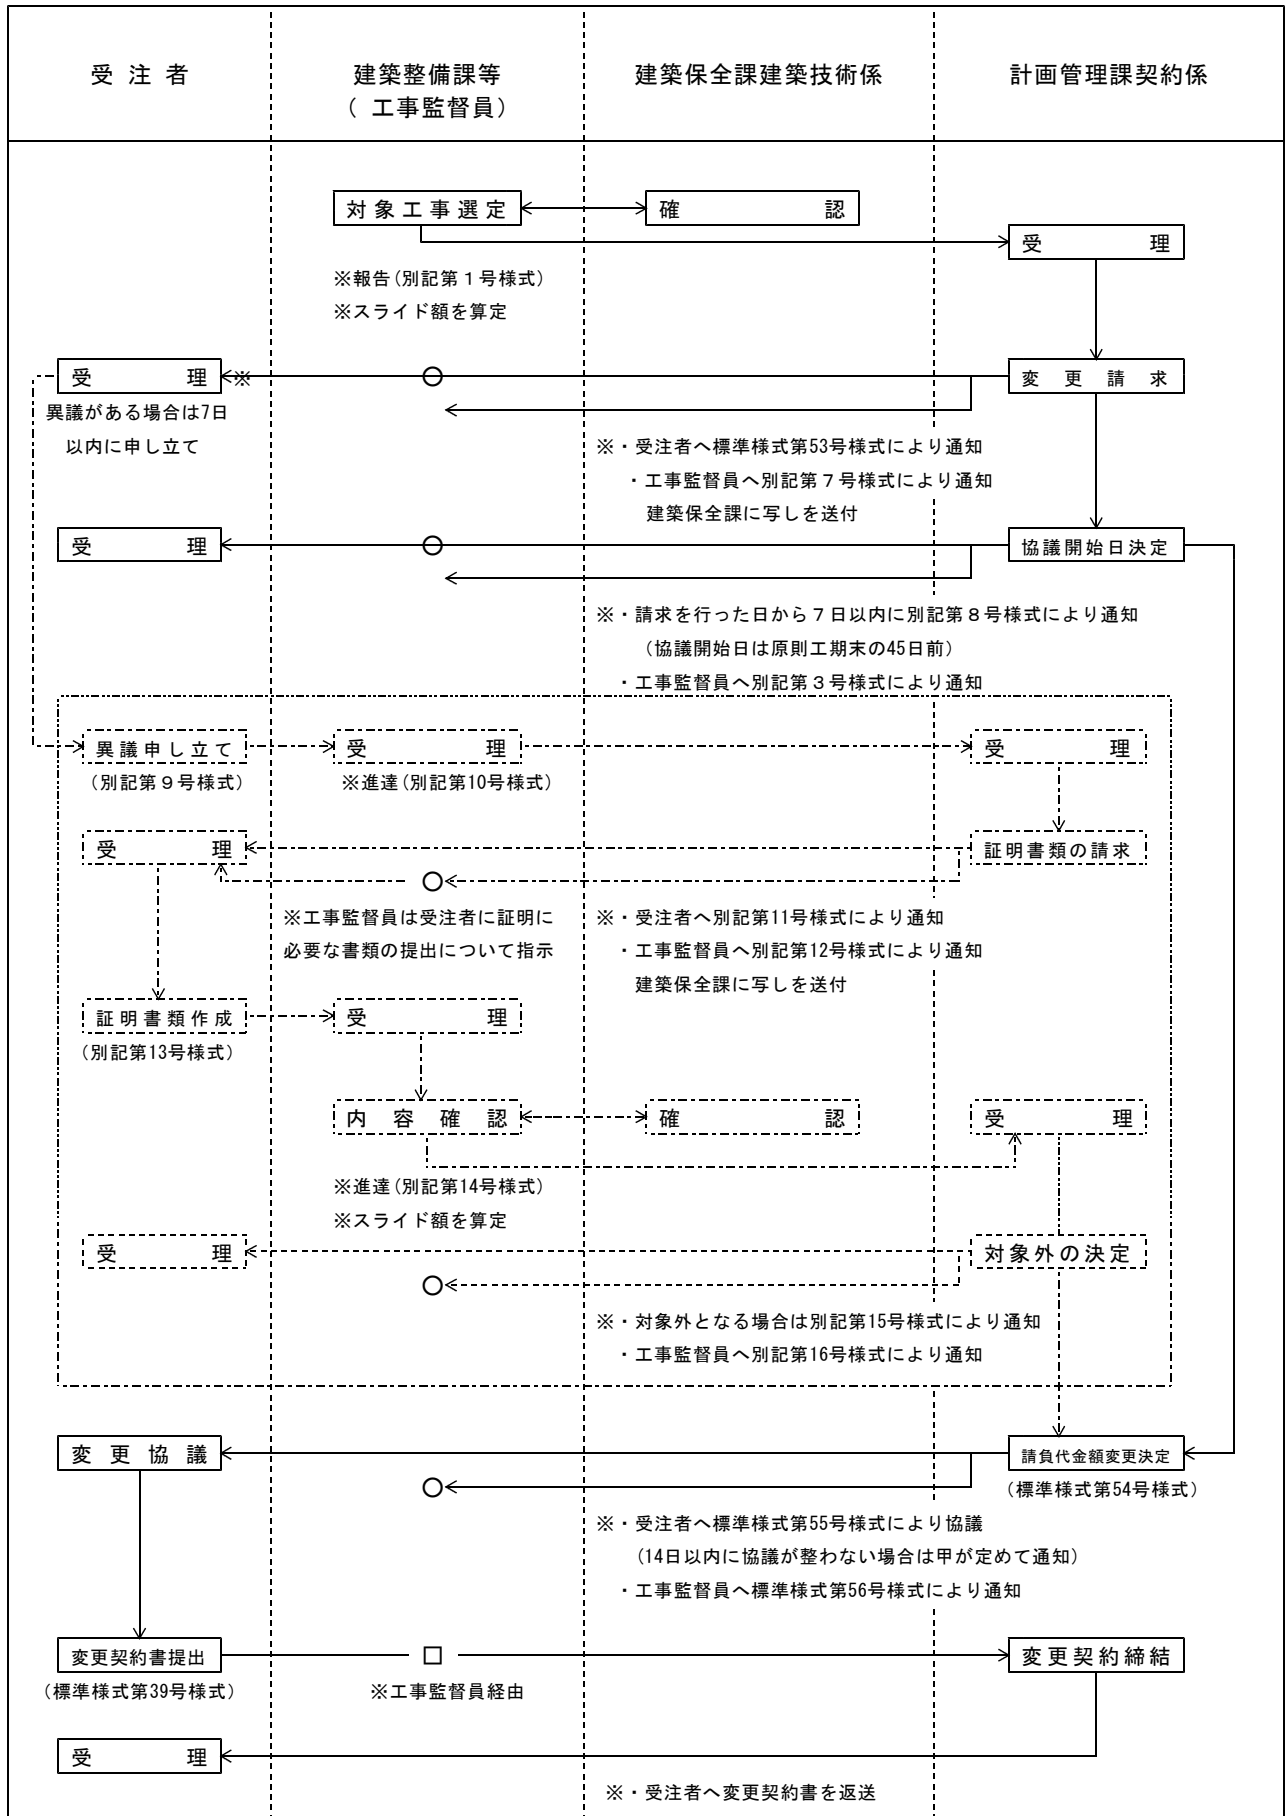 受注者
建築整備課等
(工事監督員)
建築保全課建築技術係
計画管理課契約係
対象工事選定
確認
受理
※報告(別記第1号様式)
※スライド額を算定
受理
※
変更請求
異議がある場合は7日
以内に申し立て
※・受注者へ標準様式第53号様式により通知
・工事監督員へ別記第7号様式により通知
建築保全課に写しを送付
受理
協議開始日決定
※・請求を行った日から7日以内に別記第8号様式により通知
(協議開始日は原則工期末の45日前)
・工事監督員へ別記第3号様式により通知
異議申し立て
受理
受理
(別記第9号様式)
※進達(別記第10号様式)
受理
証明書類の請求
※工事監督員は受注者に証明に
必要な書類の提出について指示
※・受注者へ別記第11号様式により通知
・工事監督員へ別記第12号様式により通知
建築保全課に写しを送付
証明書類作成
受理
(別記第13号様式)
内容確認
確認
受理
※進達(別記第14号様式)
※スライド額を算定
受理
対象外の決定
※・対象外となる場合は別記第15号様式により通知
・工事監督員へ別記第16号様式により通知
変更協議
請負代金額変更決定
(標準様式第54号様式)
※・受注者へ標準様式第55号様式により協議
(14日以内に協議が整わない場合は甲が定めて通知)
・工事監督員へ標準様式第56号様式により通知
変更契約書提出
変更契約締結
(標準様式第39号様式)
※工事監督員経由
受理
※・受注者へ変更契約書を返送